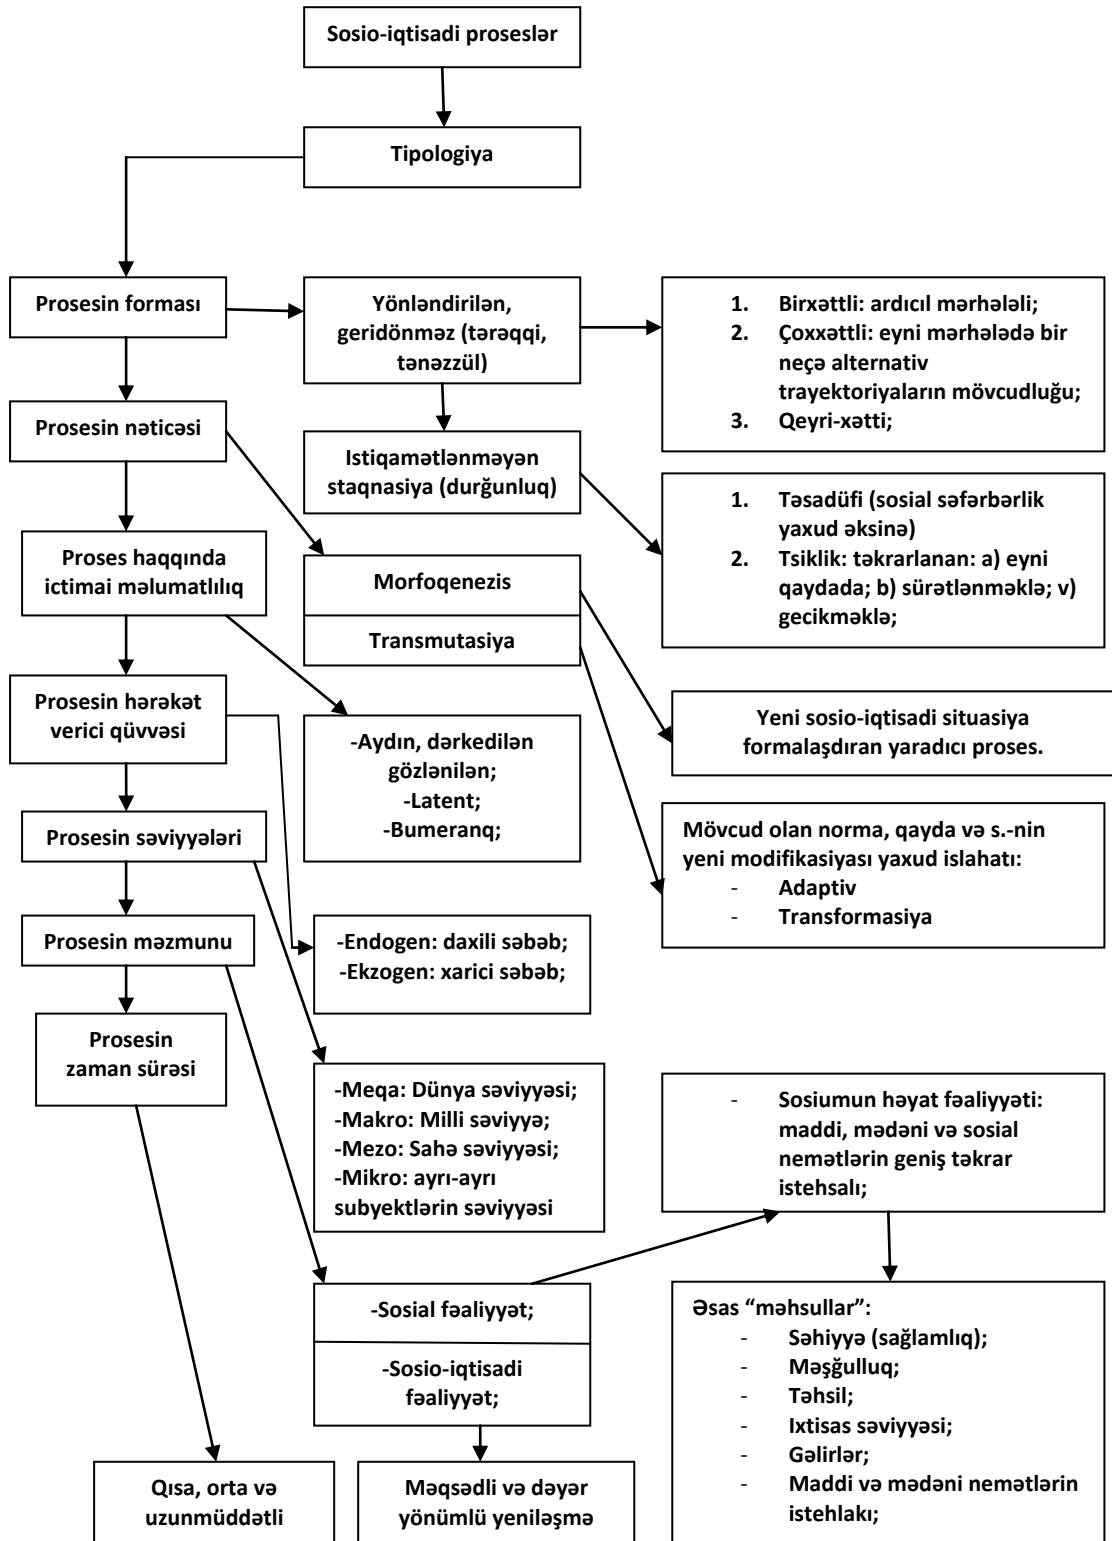 Sosio-iqtisadi proseslər
Tipologiya
Prosesin forması
Yönləndirilən,
geridönməz (tərəqqi,
tənəzzül)
1. Birxəttli: ardıcıl mərhələli;
2. Çoxxəttli: eyni mərhələdə bir
neçə alternativ
trayektoriyaların mövcudluğu;
3. Qeyri-xətti;
Prosesin nəticəsi
Istiqamətlənməyən
staqnasiya (durğunluq)
1. Təsadüfi (sosial səfərbərlik
yaxud əksinə)
2. Tsiklik: təkrarlanan: a) eyni
qaydada; b) sürətlənməklə; v)
gecikməklə;
Proses haqqında
ictimai məlumatlılıq
Morfoqenezis
Transmutasiya
Prosesin hərəkət
verici qüvvəsi
-Aydın, dərkedilən
gözlənilən;
-Latent;
-Bumeranq;
Yeni sosio-iqtisadi situasiya
formalaşdıran yaradıcı proses.
Prosesin səviyyələri
Mövcud olan norma, qayda və s.-nin
yeni modifikasiyası yaxud islahatı:
- Adaptiv
- Transformasiya
Prosesin məzmunu
-Endogen: daxili səbəb;
-Ekzogen: xarici səbəb;
Prosesin
zaman sürəsi
-Meqa: Dünya səviyyəsi;
-Makro: Milli səviyyə;
-Mezo: Sahə səviyyəsi;
-Mikro: ayrı-ayrı
subyektlərin səviyyəsi
- Sosiumun həyat fəaliyyəti:
maddi, mədəni və sosial
nemətlərin geniş təkrar
istehsalı;
-Sosial fəaliyyət;
-Sosio-iqtisadi
fəaliyyət;
Əsas “məhsullar”:
- Səhiyyə (sağlamlıq);
- Məşğulluq;
- Təhsil;
- Ixtisas səviyyəsi;
- Gəlirlər;
- Maddi və mədəni nemətlərin
istehlakı;
Qısa, orta və
uzunmüddətli
Məqsədli və dəyər
yönümlü yeniləşmə